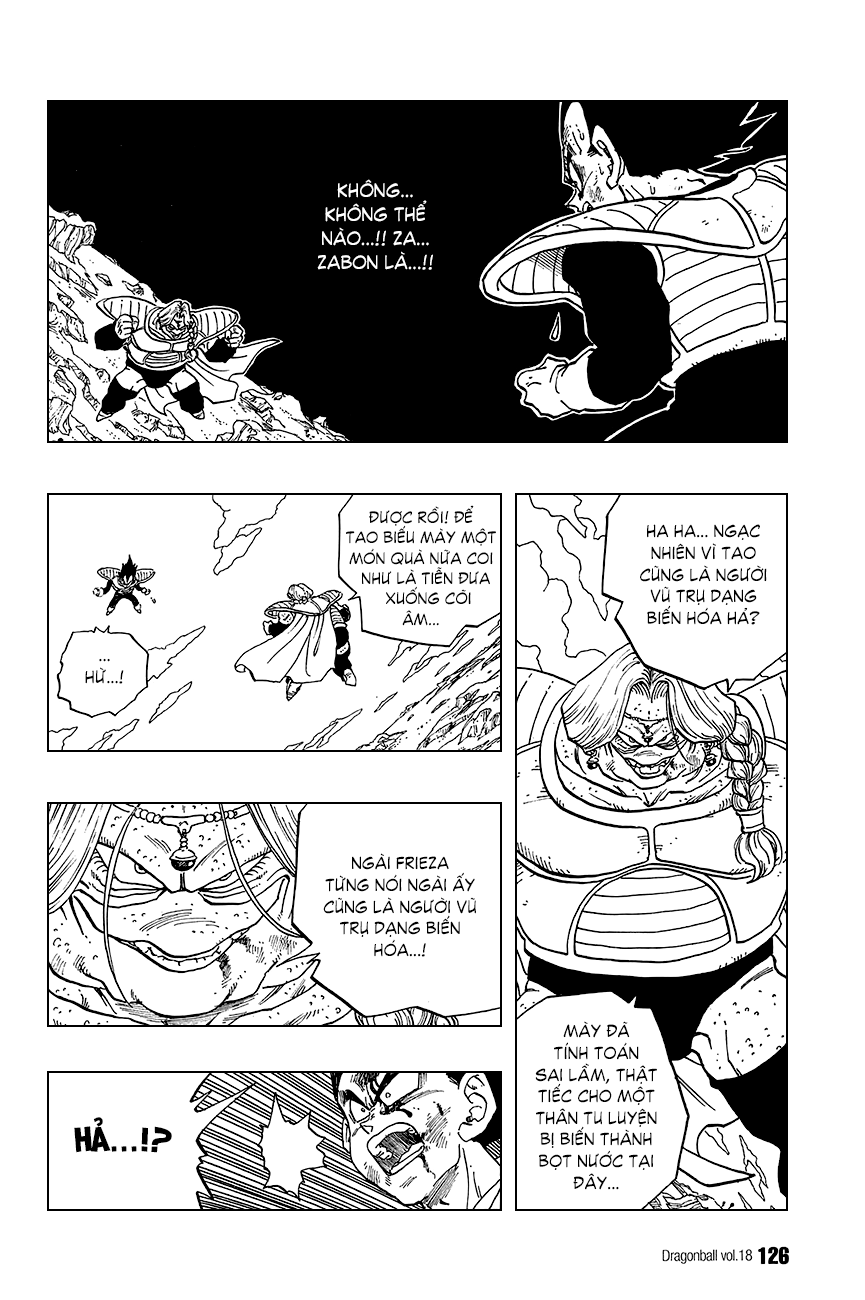 KHÔNG...
KHÔNG THỂ
NÀO...!! ZA...
ZABON LÀ...!!
HA HA... NGẠC
NHIÊN VÌ TAO
CŨNG LÀ NGƯỜI
VŨ TRỤ DẠNG
BIẾN HÓA HẢ?
MÀY ĐÃ
TÍNH TOÁN
SAI LẦM, THẬT
TIẾC CHO MỘT
THÂN TU LUYỆN
BỊ BIẾN THÀNH
BỌT NƯỚC TẠI
ĐÂY...
ĐƯỢC RỒI! ĐỂ
TAO BIẾU MÀY MỘT
MÓN QUÀ NỮA COI
NHƯ LÀ TIỀN ĐƯA
XUỐNG CÕI
ÂM...
...
HỪ...!
NGÀI FRIEZA
TỪNG NÓI NGÀI ẤY
CŨNG LÀ NGƯỜI VŨ
TRỤ DẠNG BIẾN
HÓA...!
HẢ...!?
Dragonball vol.18 126